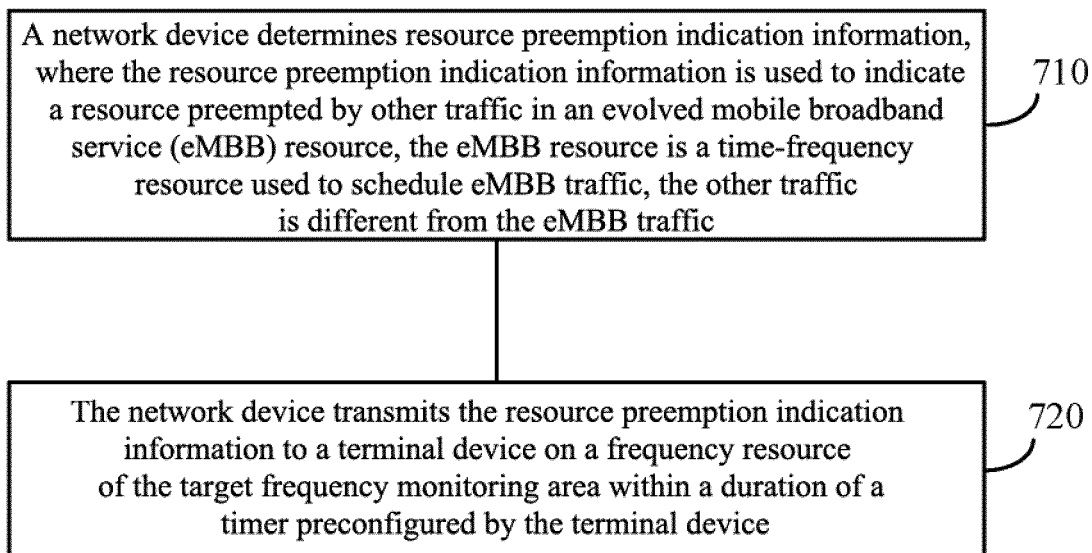 A network device determines resource preemption indication information,
where the resource preemption indication information is used to indicate
a resource preempted by other traffic in an evolved mobile broadband
service (eMBB) resource, the eMBB resource is a time-frequency
resource used to schedule eMBB traffic, the other traffic
is different from the eMBB traffic
710
The network device transmits the resource preemption indication
information to a terminal device on a frequency resource
of the target frequency monitoring area within a duration of a
timer preconfigured by the terminal device
720